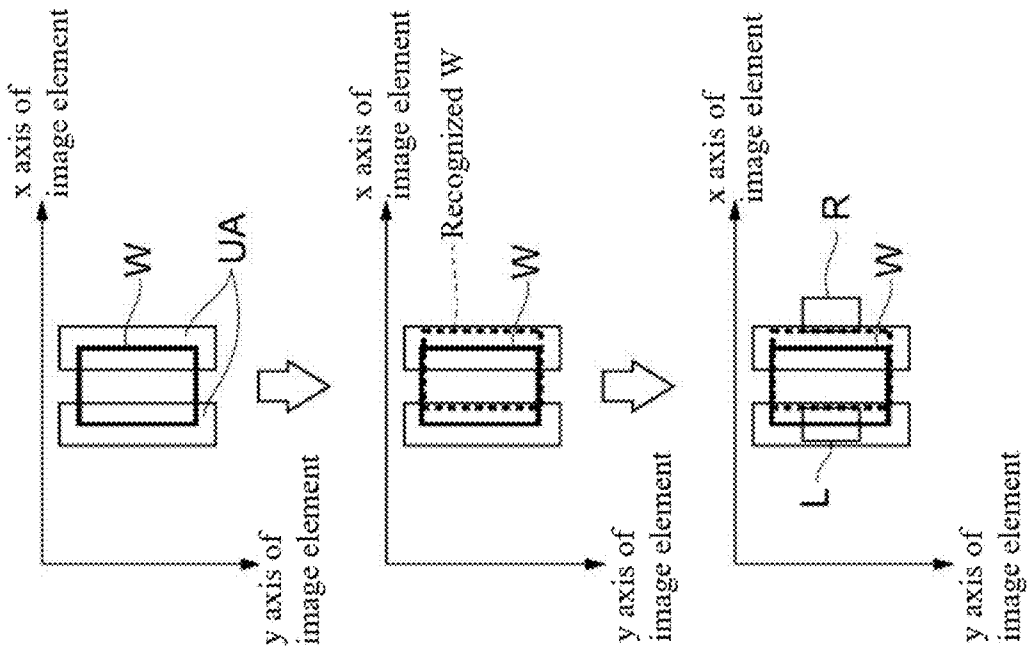 x axis of
image element
W
UA
y axis of
image element
x axis of
image element
Recognized W
W
y axis of
image element
x axis of
image element
R
W
L
y axis of
image element